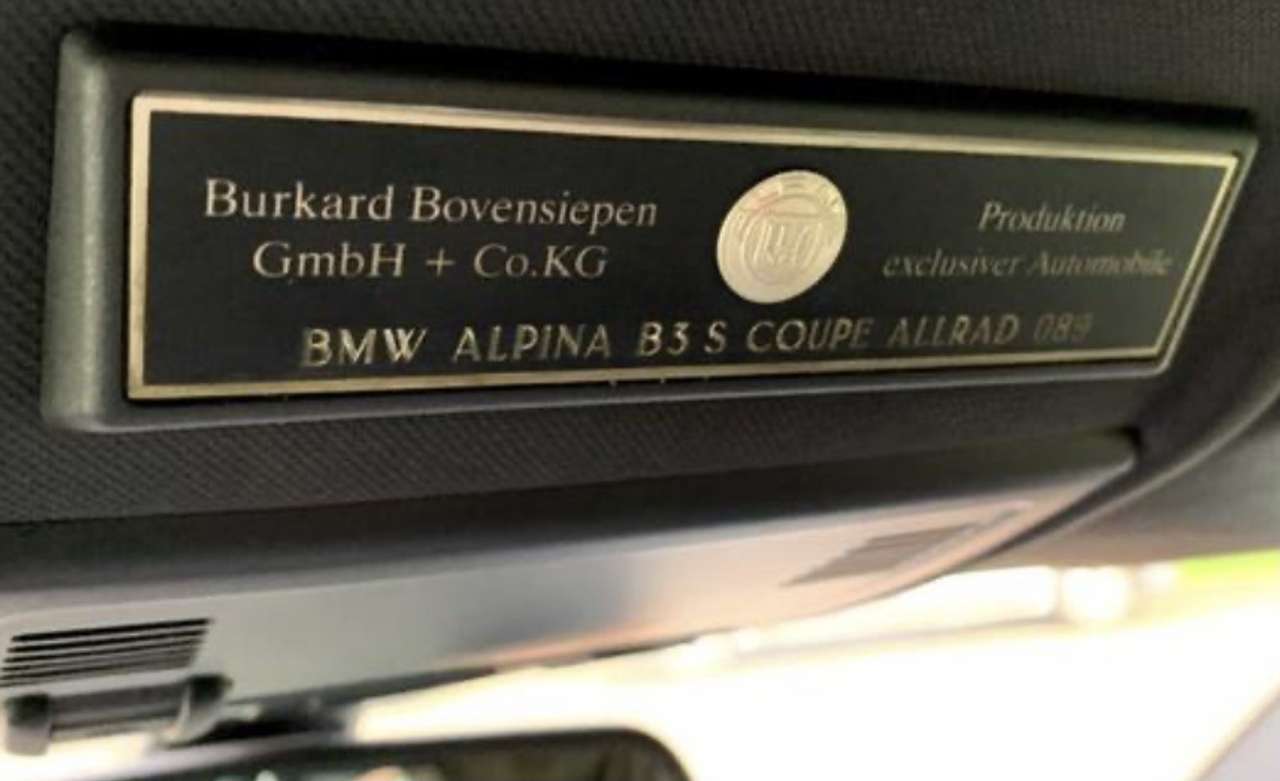 Burkard Bovensiepen
GmbH + Co.KG
Produktion
exclusiver Automobile
BMW ALPINA B3 S COUPE ALLRAD 089